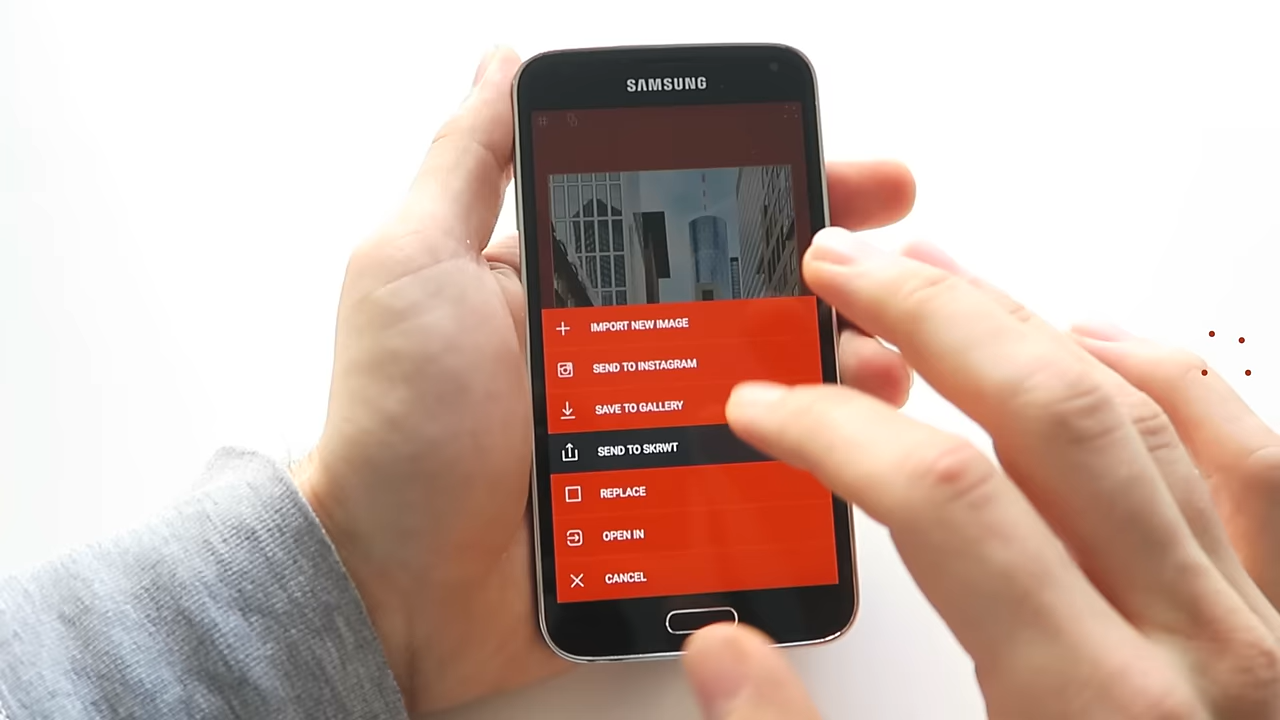 SAMSUNG
#
IMPORT NEW IMAGE
SEND TO INSTAGRAM
SAVE TO GALLERY
SEND TO SKRWT
REPLACE
OPEN IN
CANCEL